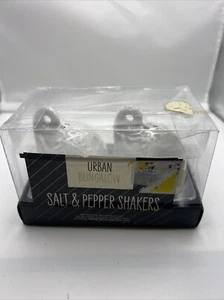 URBAN
BUNGALOW
SALT & PEPPER SHAKERS